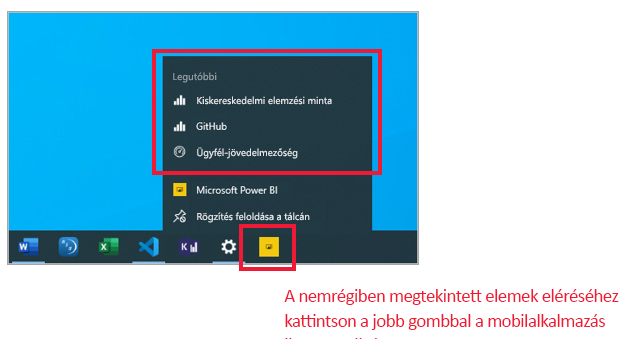 Legutóbbi
Kiskereskedelmi elemzési minta
GitHub
Ügyfél-jövedelmezőség
Microsoft Power BI
Rögzítés feloldása a tálcán
A nemrégiben megtekintett elemek eléréséhez
kattintson a jobb gombbal a mobilalkalmazás